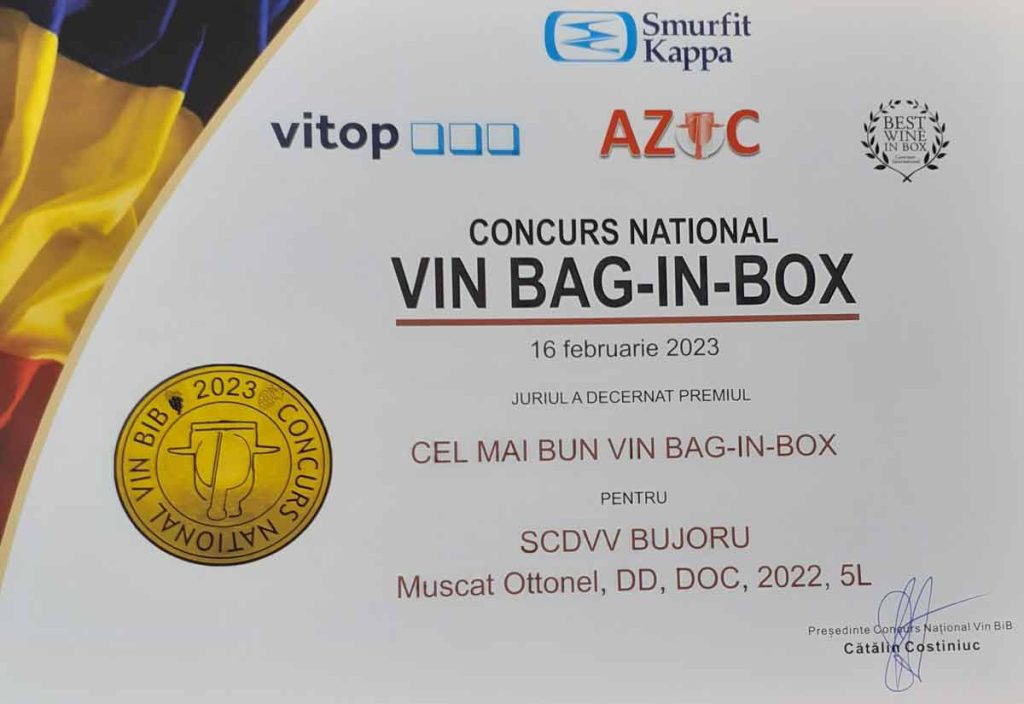 Smurfit
Kappa
vitop
AZOC
BEST
WINE
IN BOX
CONCURS NATIONAL
VIN BAG-IN-BOX
16 februarie 2023
JURIUL A DECERNAT PREMIUL
CEL MAI BUN VIN BAG-IN-BOX
PENTRU
SCDVV BUJORU
Muscat Ottonel, DD, DOC, 2022, 5L
2023 CONCURS NATIONAL VIN BIB
Președinte Concurs Național Vin BiB
Cătălin Costiniuc